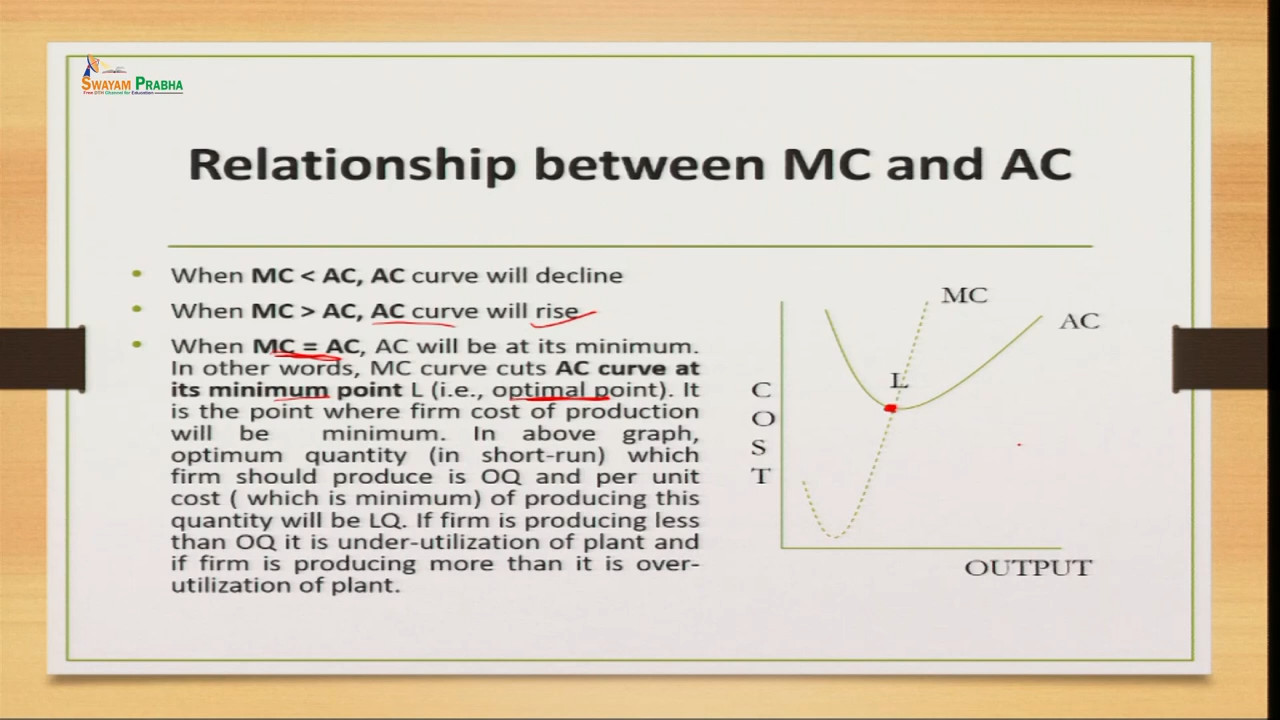 SWAYAM PRABHA
Free DTH Channel for Education
Relationship between MC and AC
• When MC < AC, AC curve will decline
• When MC > AC, AC curve will rise
• When MC = AC, AC will be at its minimum.
In other words, MC curve cuts AC curve at
its minimum point L (i.e., optimal point). It
is the point where firm cost of production
will be minimum. In above graph,
optimum quantity (in short-run) which
firm should produce is OQ and per unit
cost ( which is minimum) of producing this
quantity will be LQ. If firm is producing less
than OQ it is under-utilization of plant and
if firm is producing more than it is over-
utilization of plant.
MC
AC
L
C
O
S
T
OUTPUT